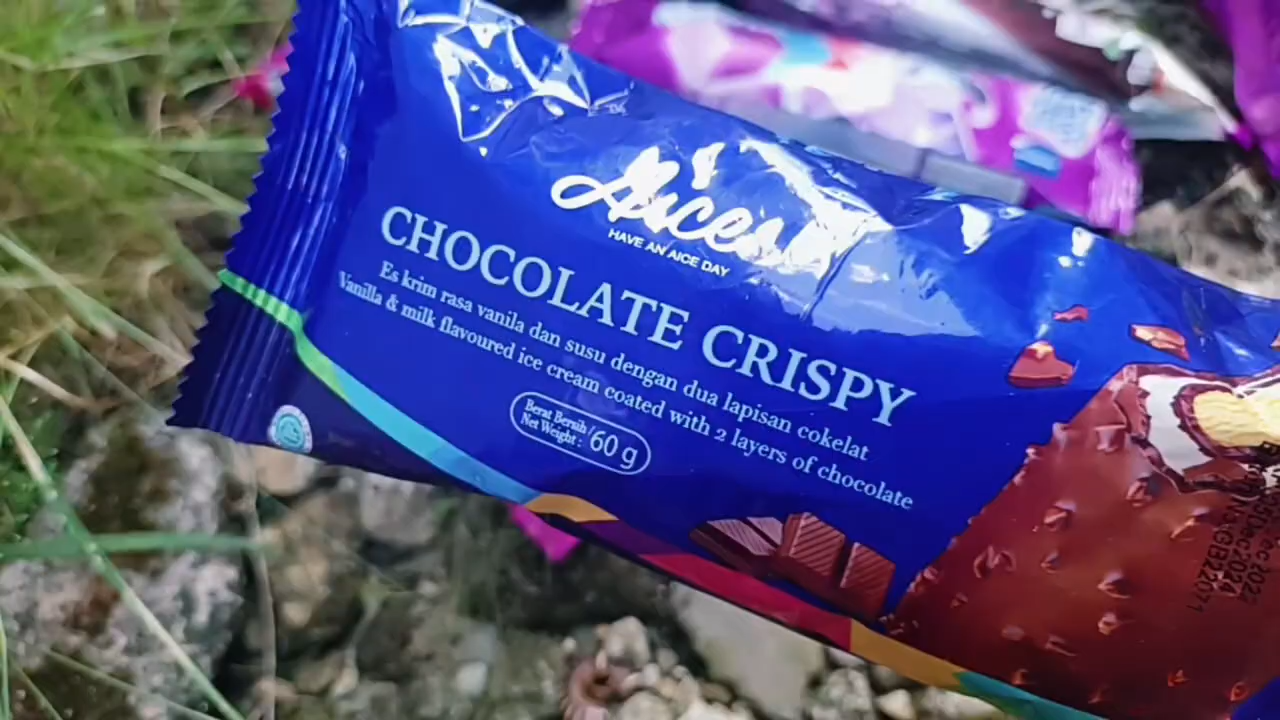 HAVE AN AICE DAY
CHOCOLATE CRISPY
Es krim rasa vanila dan susu dengan dua lapisan cokelat
Vanilla & milk flavoured ice cream coated with 2 layers of chocolate
Berat Bersih /
Net Weight :
60 g